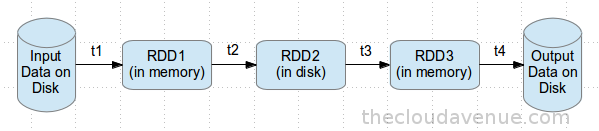 Input
Data on
Disk
t1
RDD1
(in memory)
t2
RDD2
(in disk)
t3
RDD3
(in memory)
t4
Output
Data on
Disk
thecloudavenue.com